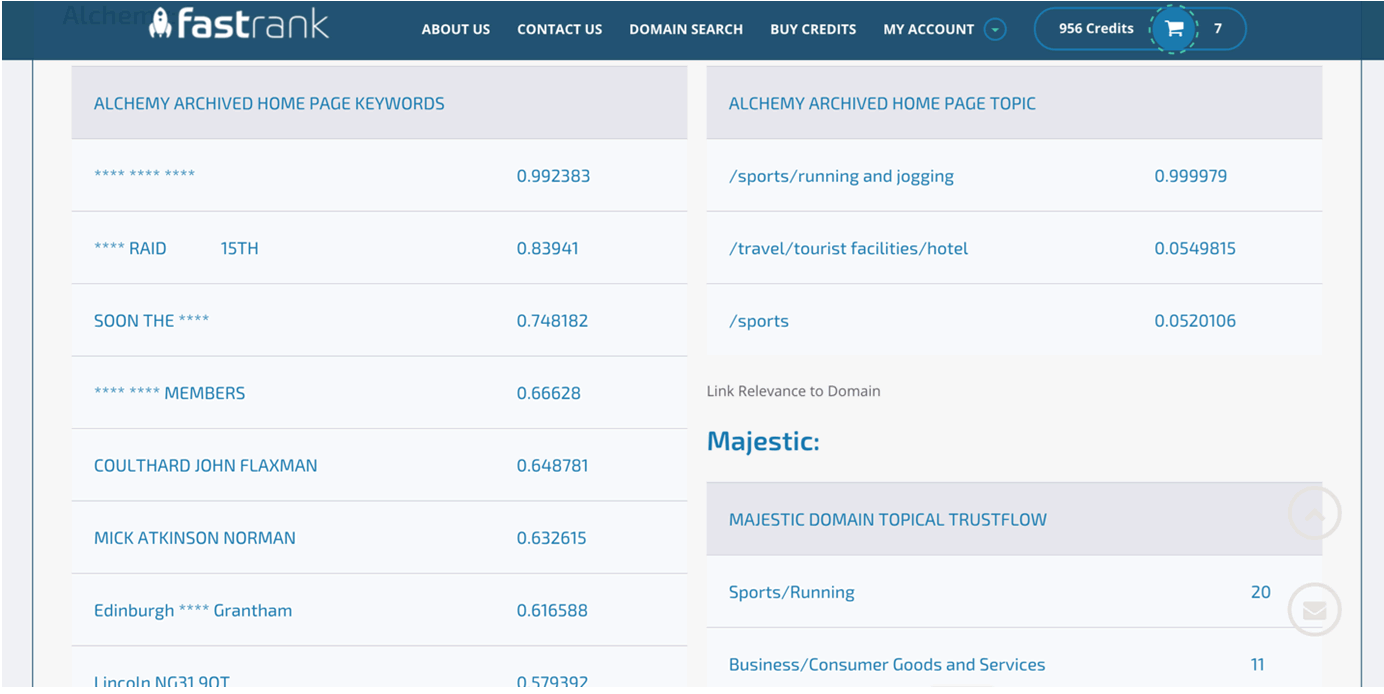 Alchemy
fastrank
ABOUT US CONTACT US DOMAIN SEARCH BUY CREDITS MY ACCOUNT 956 Credits 7
ALCHEMY ARCHIVED HOME PAGE KEYWORDS
**** **** **** 0.992383
**** RAID 15TH 0.83941
SOON THE **** 0.748182
**** **** MEMBERS 0.66628
COULTHARD JOHN FLAXMAN 0.648781
MICK ATKINSON NORMAN 0.632615
Edinburgh **** Grantham 0.616588
Lincoln NG31 9QT 0.579392
ALCHEMY ARCHIVED HOME PAGE TOPIC
/sports/running and jogging 0.999979
/travel/tourist facilities/hotel 0.0549815
/sports 0.0520106
Link Relevance to Domain
Majestic:
MAJESTIC DOMAIN TOPICAL TRUSTFLOW
Sports/Running 20
Business/Consumer Goods and Services 11